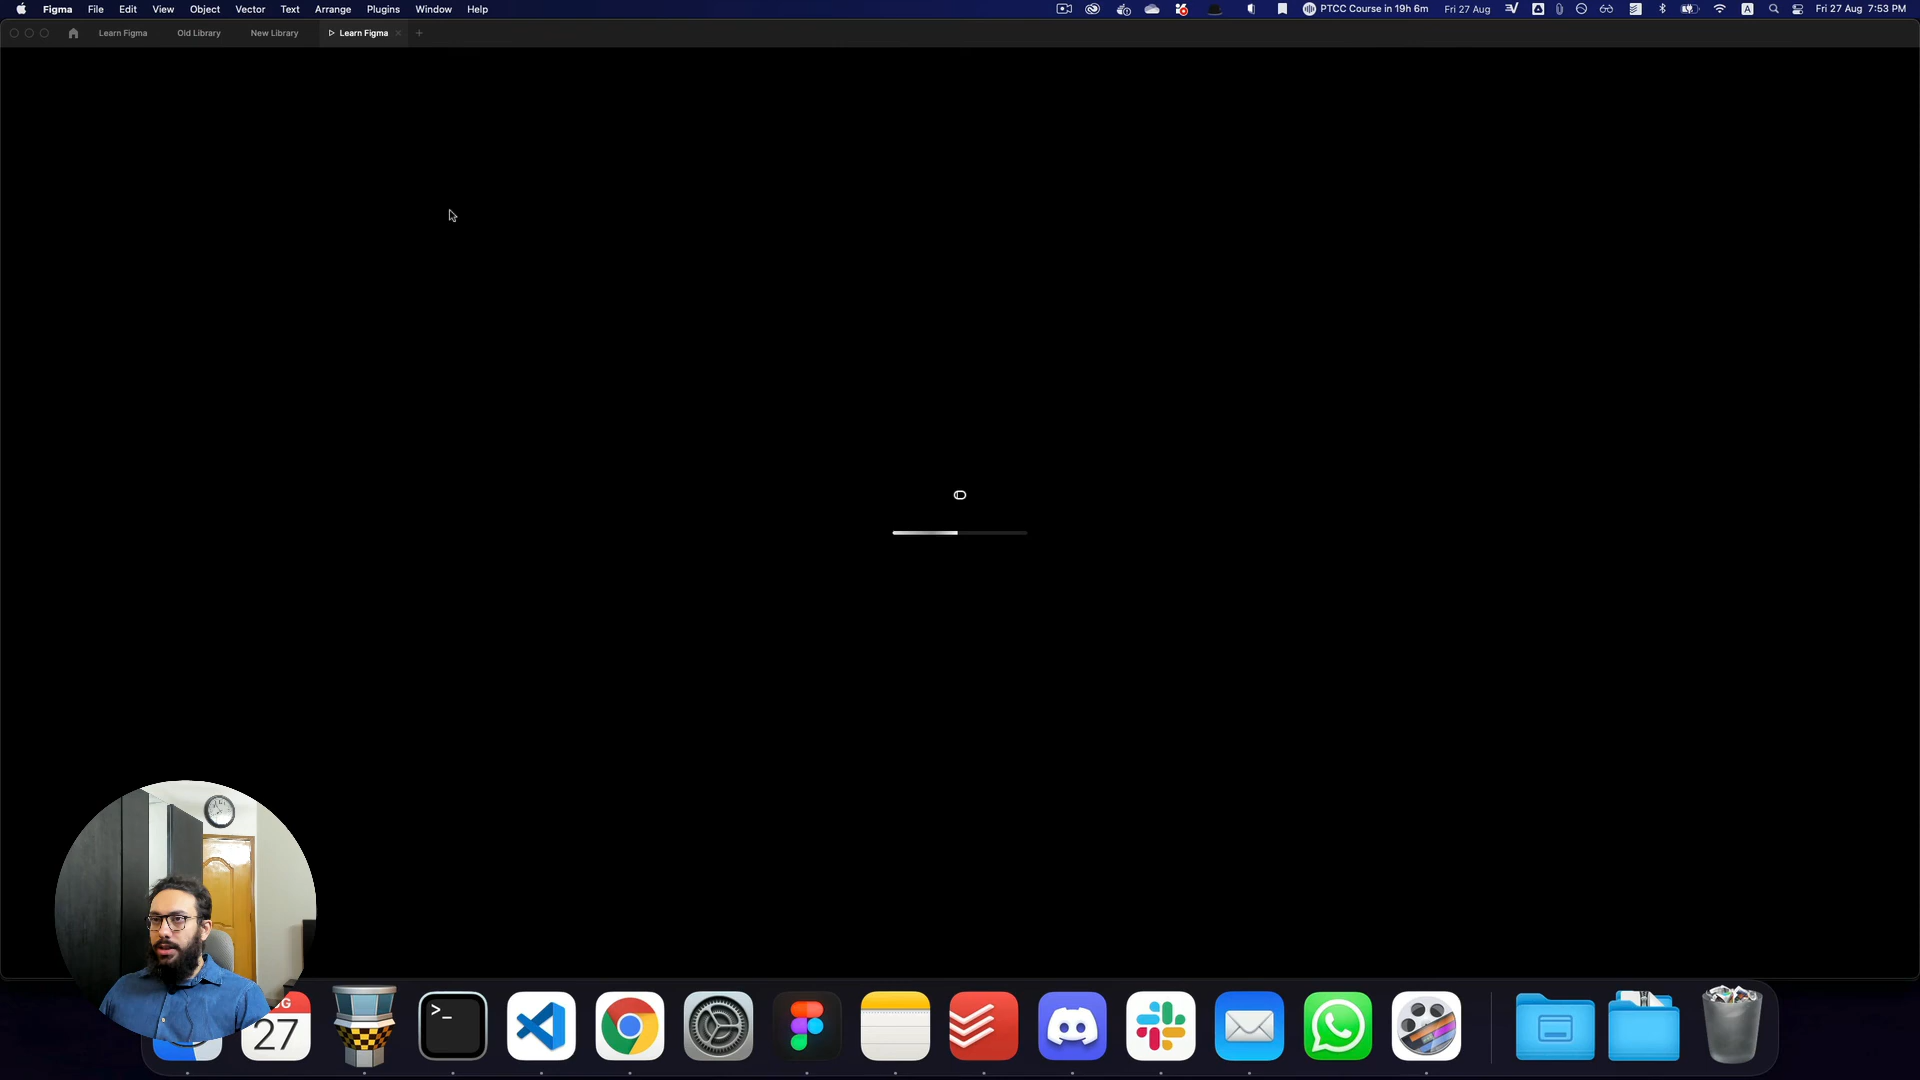 Figma File Edit View Object Vector Text Arrange Plugins Window Help PTCC Course in 19h 6m Fri 27 Aug A Fri 27 Aug 7:53 PM
Learn Figma Old Library New Library Learn Figma
27
>_